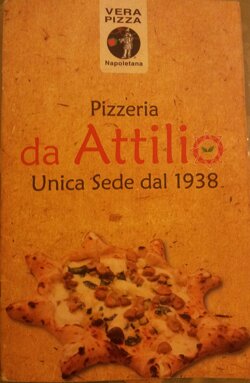 VERA
PIZZA
Napoletana
Pizzeria
da Attilio
Unica Sede dal 1938